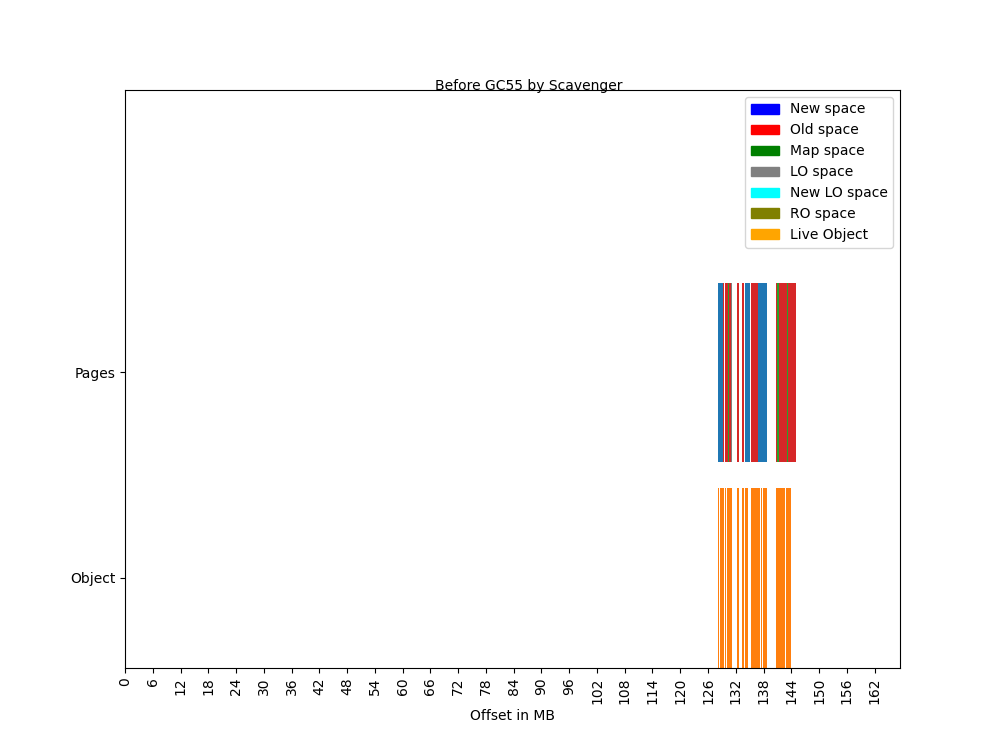 Before GC55 by Scavenger
New space
Old space
Map space
LO space
New LO space
RO space
Live Object
Pages
Object
0 6 12 18 24 30 36 42 48 54 60 66 72 78 84 90 96 102 108 114 120 126 132 138 144 150 156 162
Offset in MB